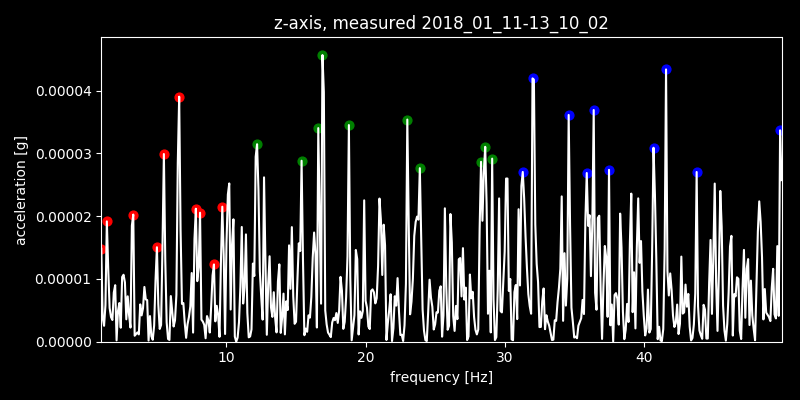 z-axis, measured 2018_01_11-13_10_02
0.00004
0.00003
0.00002
0.00001
0.00000
acceleration [g]
10 20 30 40
frequency [Hz]